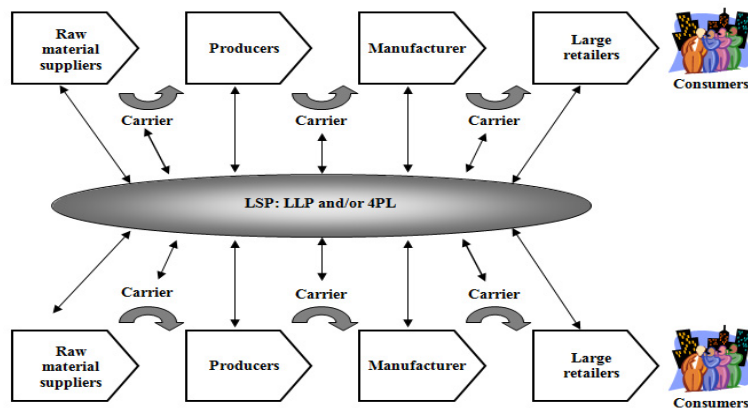 Raw
material
suppliers
Producers
Manufacturer
Large
retailers
Consumers
Carrier
Carrier
Carrier
LSP: LLP and/or 4PL
Carrier
Carrier
Carrier
Raw
material
suppliers
Producers
Manufacturer
Large
retailers
Consumers